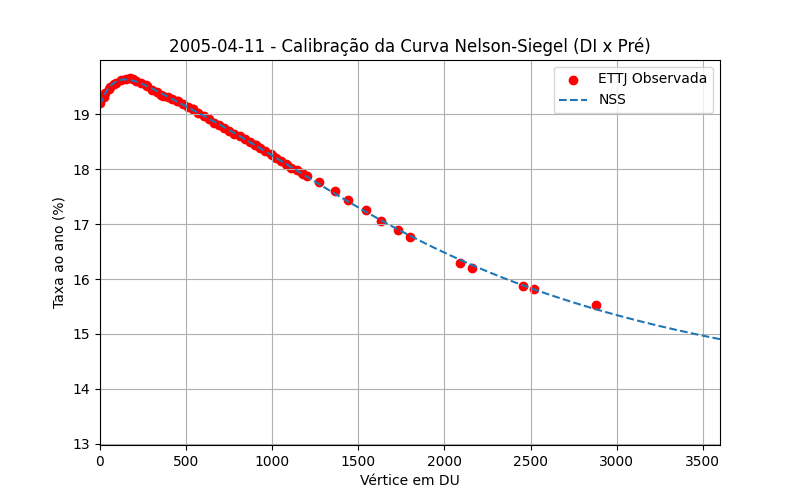 2005-04-11 - Calibração da Curva Nelson-Siegel (DI x Pré)
ETTJ Observada
NSS
Taxa ao ano (%)
19
18
17
16
15
14
13
0 500 1000 1500 2000 2500 3000 3500
Vértice em DU